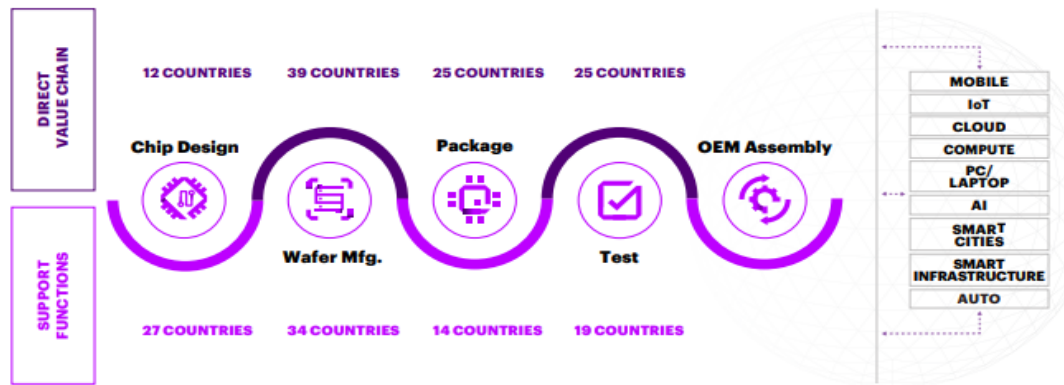 DIRECT
VALUE CHAIN
12 COUNTRIES
39 COUNTRIES
25 COUNTRIES
25 COUNTRIES
Chip Design
Wafer Mfg.
Package
Test
OEM Assembly
SUPPORT
FUNCTIONS
27 COUNTRIES
34 COUNTRIES
14 COUNTRIES
19 COUNTRIES
MOBILE
IoT
CLOUD
COMPUTE
PC/
LAPTOP
AI
SMART
CITIES
SMART
INFRASTRUCTURE
AUTO